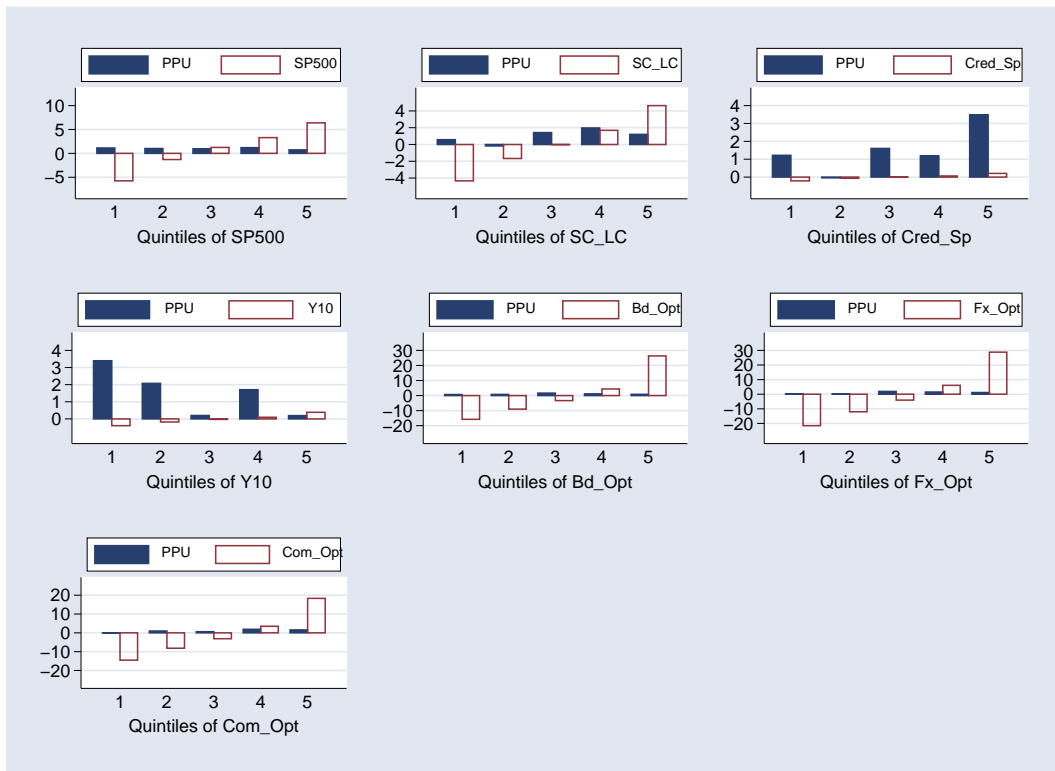 PPU SP500
10
5
0
−5
1 2 3 4 5
Quintiles of SP500
PPU SC_LC
4
2
0
−2
−4
1 2 3 4 5
Quintiles of SC_LC
PPU Cred_Sp
4
3
2
1
0
1 2 3 4 5
Quintiles of Cred_Sp
PPU Y10
4
3
2
1
0
1 2 3 4 5
Quintiles of Y10
PPU Bd_Opt
30
20
10
0
−10
−20
1 2 3 4 5
Quintiles of Bd_Opt
PPU Fx_Opt
30
20
10
0
−10
−20
1 2 3 4 5
Quintiles of Fx_Opt
PPU Com_Opt
20
10
0
−10
−20
1 2 3 4 5
Quintiles of Com_Opt